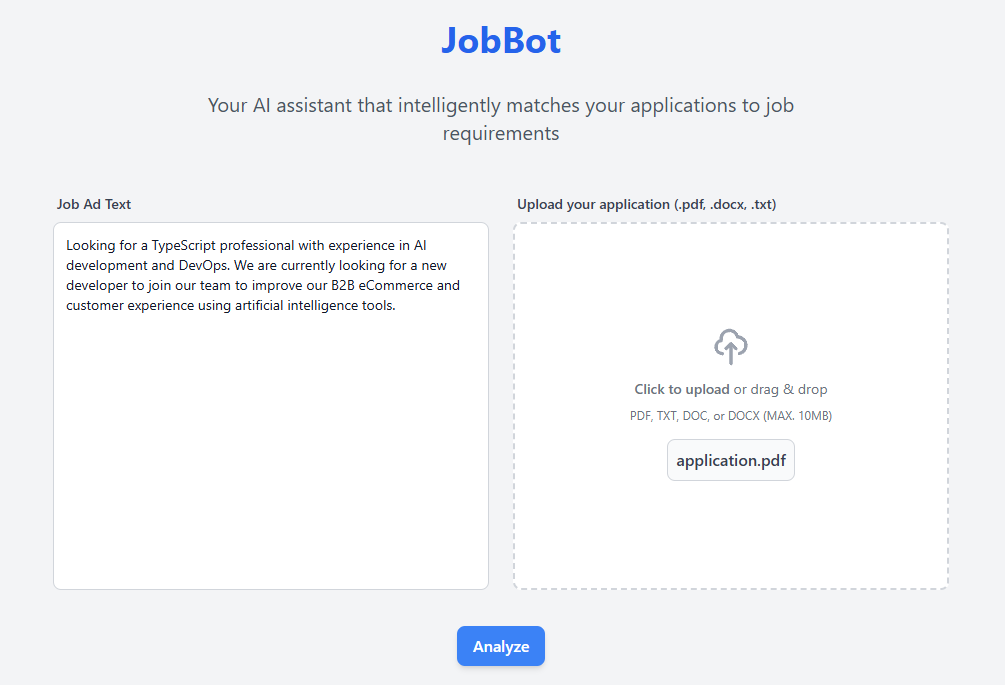 JobBot
Your AI assistant that intelligently matches your applications to job
requirements
Job Ad Text
Looking for a TypeScript professional with experience in AI
development and DevOps. We are currently looking for a new
developer to join our team to improve our B2B eCommerce and
customer experience using artificial intelligence tools.
Upload your application (.pdf, .docx, .txt)
Click to upload or drag & drop
PDF, TXT, DOC, or DOCX (MAX. 10MB)
application.pdf
Analyze